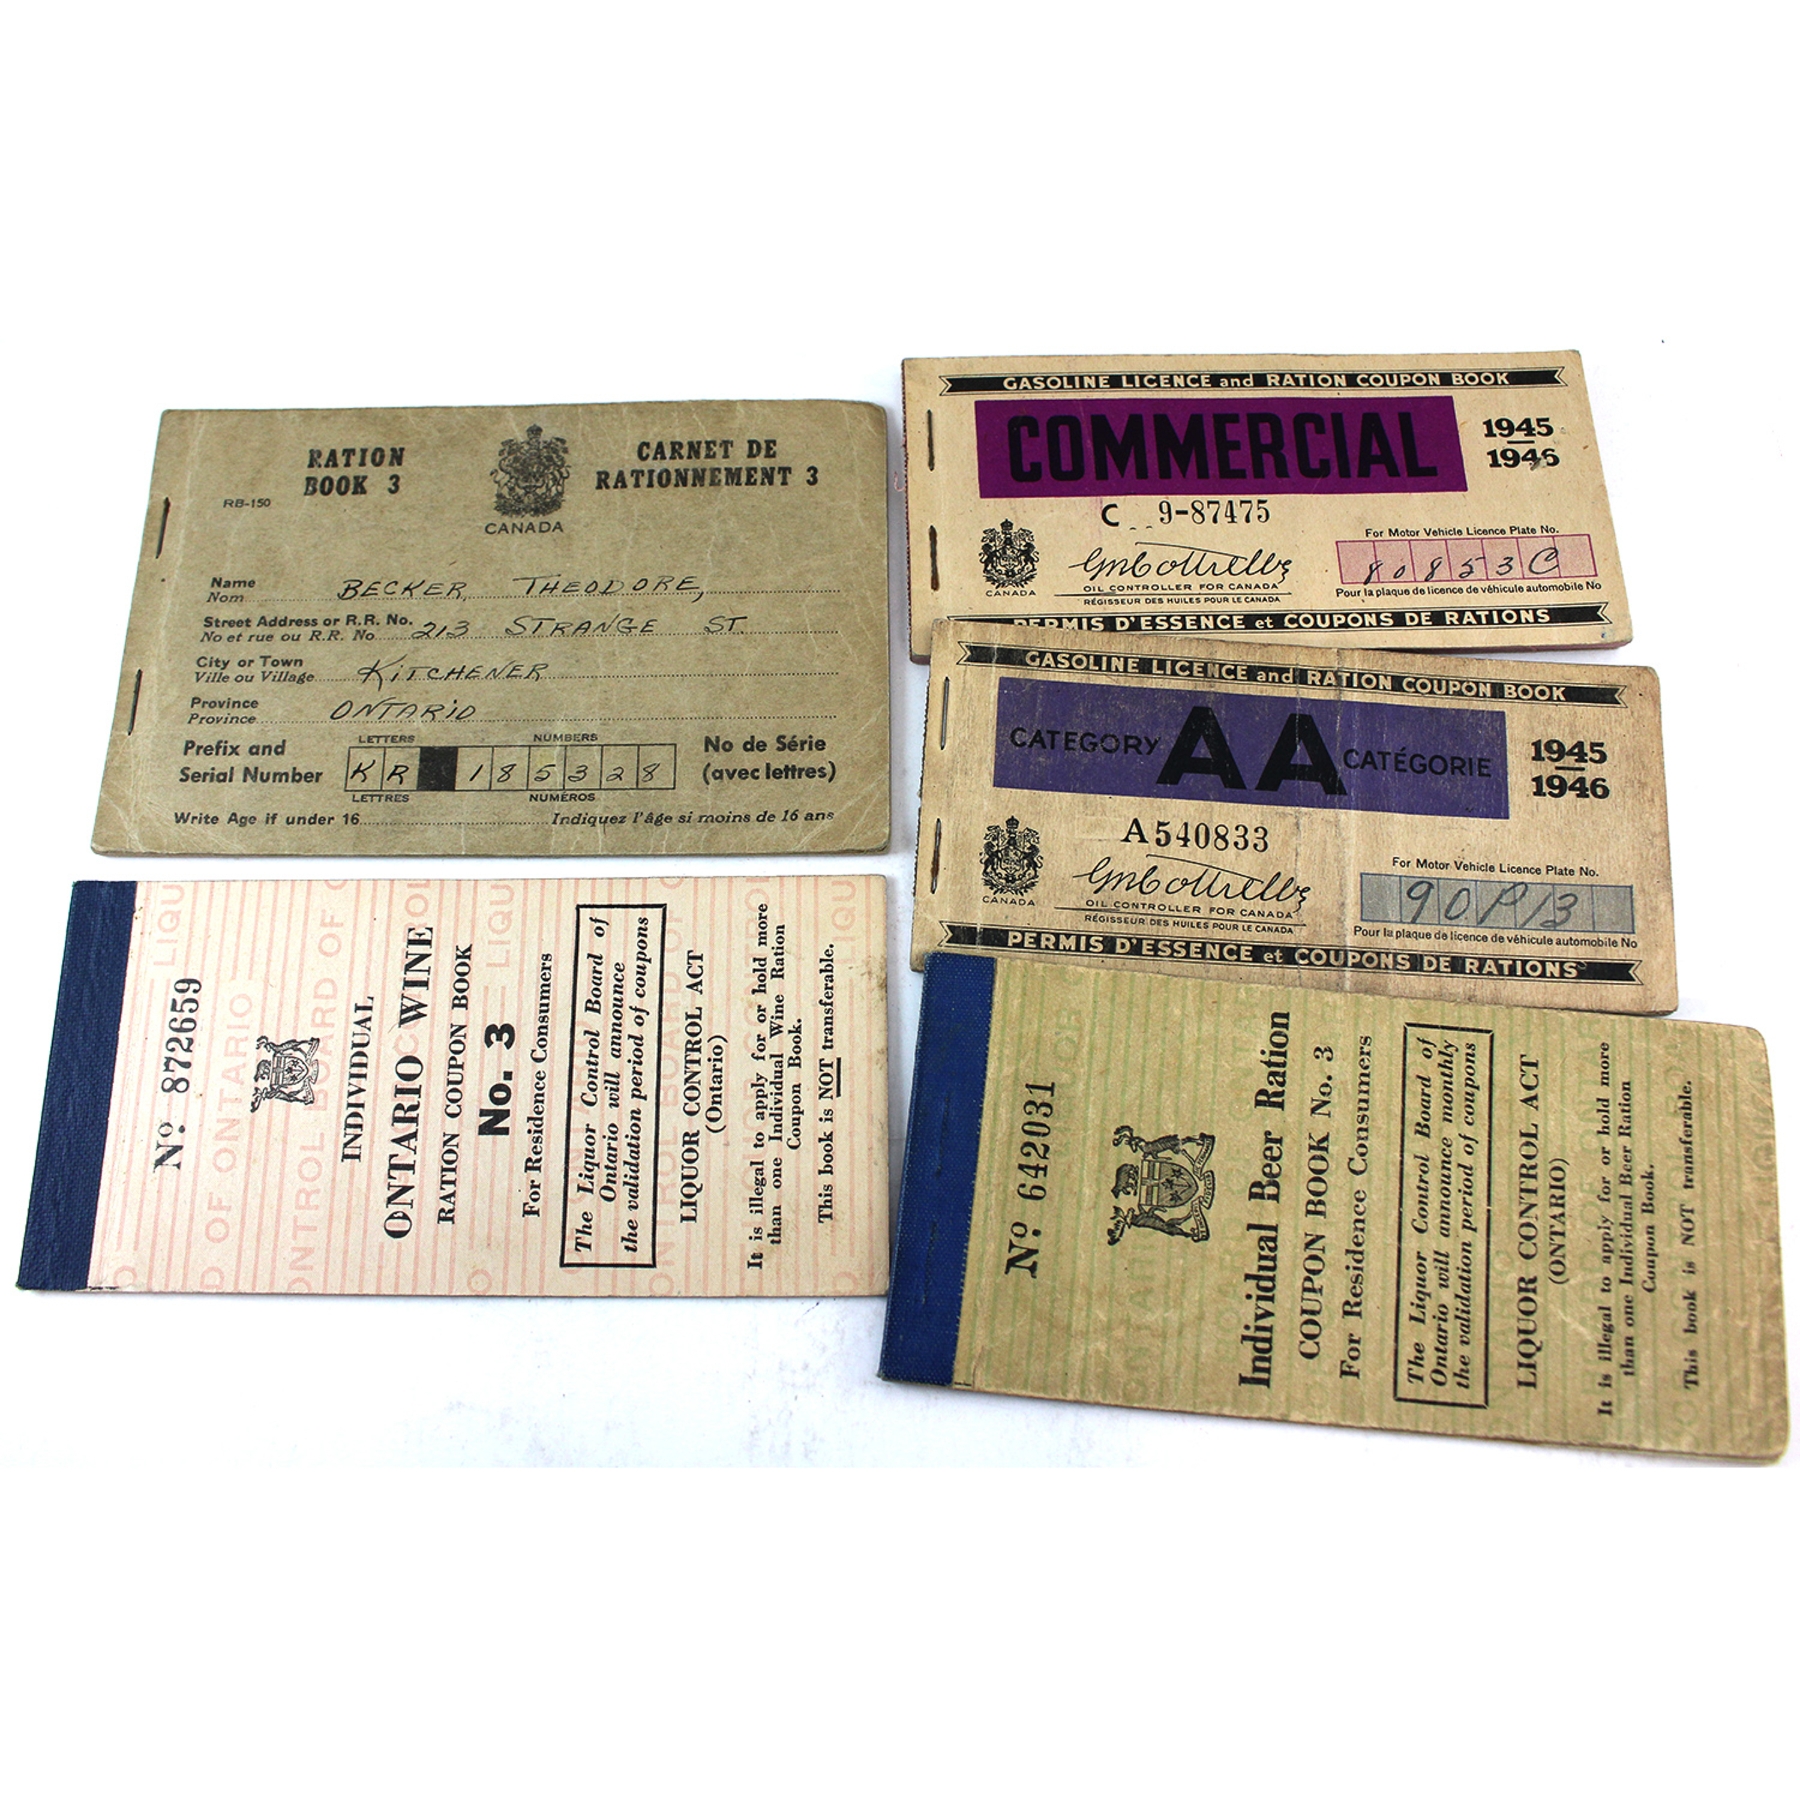 RATION
BOOK 3
RB-150
CANADA
CARNET DE
RATIONNEMENT 3
Name BECKER, THEODORE,
Nom
Street Address or R.R. No. 213 STRANGE ST.
No et rue ou R.R. No
City or Town KITCHENER
Ville ou Village
Province ONTARIO
Province
LETTERS NUMBERS
Prefix and
Serial Number
K R 1 8 5 3 2 8
No de Série
(avec lettres)
LETTRES NUMÉROS
Write Age if under 16 Indiquez l'âge si moins de 16 ans
GASOLINE LICENCE and RATION COUPON BOOK
COMMERCIAL
1945
1946
C 9-87475
CANADA
OIL CONTROLLER FOR CANADA
RÉGISSEUR DES HUILES POUR LE CANADA
For Motor Vehicle Licence Plate No.
80853C
Pour la plaque de licence de véhicule automobile No
PERMIS D'ESSENCE et COUPONS DE RATIONS
GASOLINE LICENCE and RATION COUPON BOOK
CATEGORY AA CATÉGORIE
1945
1946
A540833
CANADA
OIL CONTROLLER FOR CANADA
RÉGISSEUR DES HUILES POUR LE CANADA
For Motor Vehicle Licence Plate No.
90P13
Pour la plaque de licence de véhicule automobile No
PERMIS D'ESSENCE et COUPONS DE RATIONS
No. 872659
INDIVIDUAL
ONTARIO WINE
RATION COUPON BOOK
No. 3
For Residence Consumers
The Liquor Control Board of
Ontario will announce
the validation period of coupons
LIQUOR CONTROL ACT
(Ontario)
It is illegal to apply for or hold more
than one Individual Wine Ration
Coupon Book.
This book is NOT transferable.
No. 642031
Individual Beer Ration
COUPON BOOK No. 3
For Residence Consumers
The Liquor Control Board of
Ontario will announce monthly
the validation period of coupons
LIQUOR CONTROL ACT
(ONTARIO)
It is illegal to apply for or hold more
than one Individual Beer Ration
Coupon Book.
This book is NOT transferable.